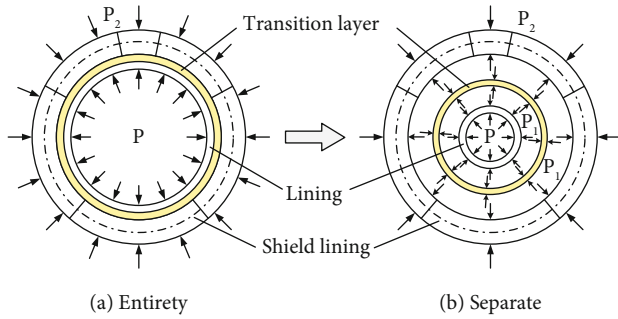 P2
P2
Transition layer
P
P
P1
P1
Lining
Shield lining
(a) Entirety
(b) Separate